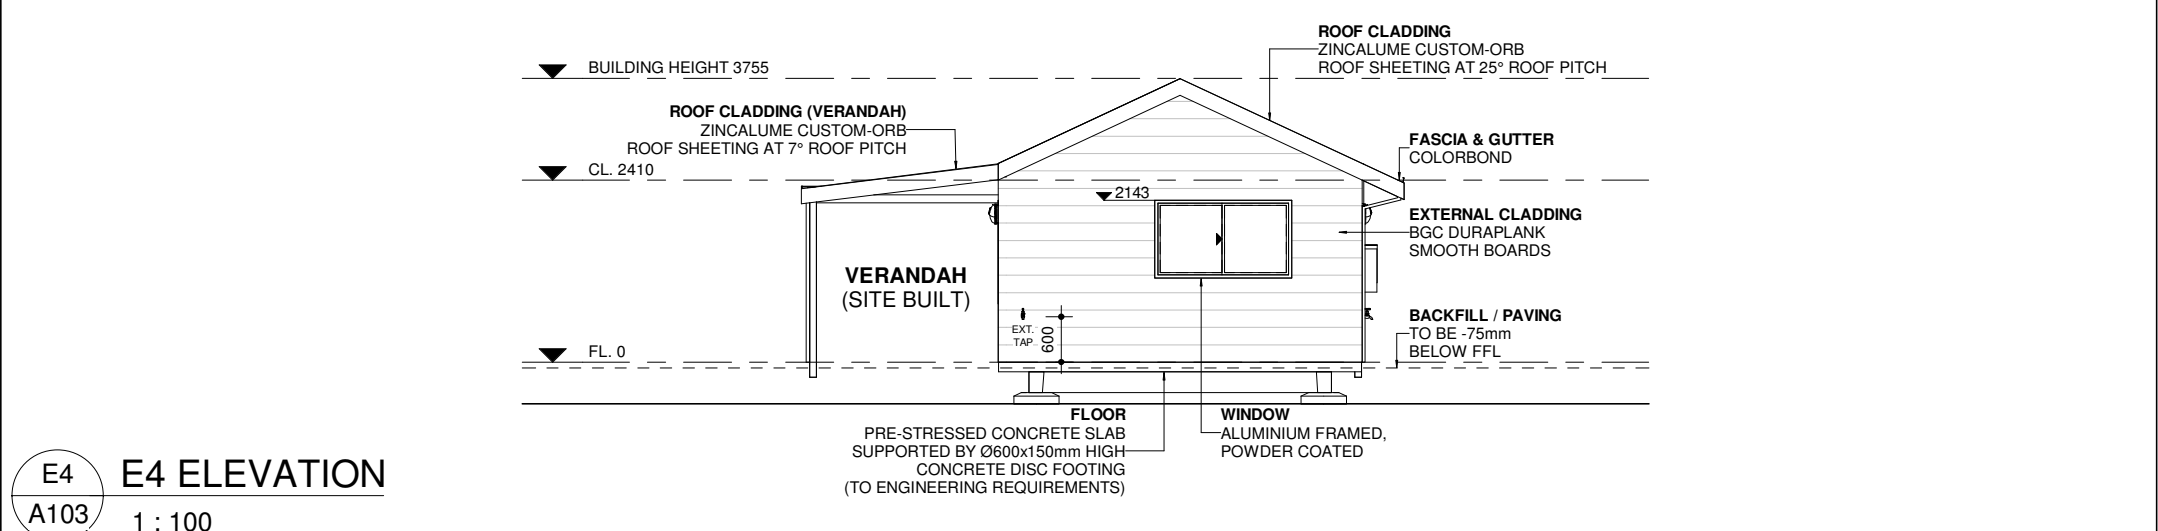 ROOF CLADDING
ZINCALUME CUSTOM-ORB
ROOF SHEETING AT 25° ROOF PITCH
BUILDING HEIGHT 3755
ROOF CLADDING (VERANDAH)
ZINCALUME CUSTOM-ORB
ROOF SHEETING AT 7° ROOF PITCH
FASCIA & GUTTER
COLORBOND
CL. 2410
2143
EXTERNAL CLADDING
BGC DURAPLANK
SMOOTH BOARDS
VERANDAH
(SITE BUILT)
EXT.
TAP
600
BACKFILL / PAVING
TO BE -75mm
BELOW FFL
FL. 0
FLOOR
PRE-STRESSED CONCRETE SLAB
SUPPORTED BY Ø600x150mm HIGH
CONCRETE DISC FOOTING
(TO ENGINEERING REQUIREMENTS)
WINDOW
ALUMINIUM FRAMED,
POWDER COATED
E4
A103
E4 ELEVATION
1 : 100